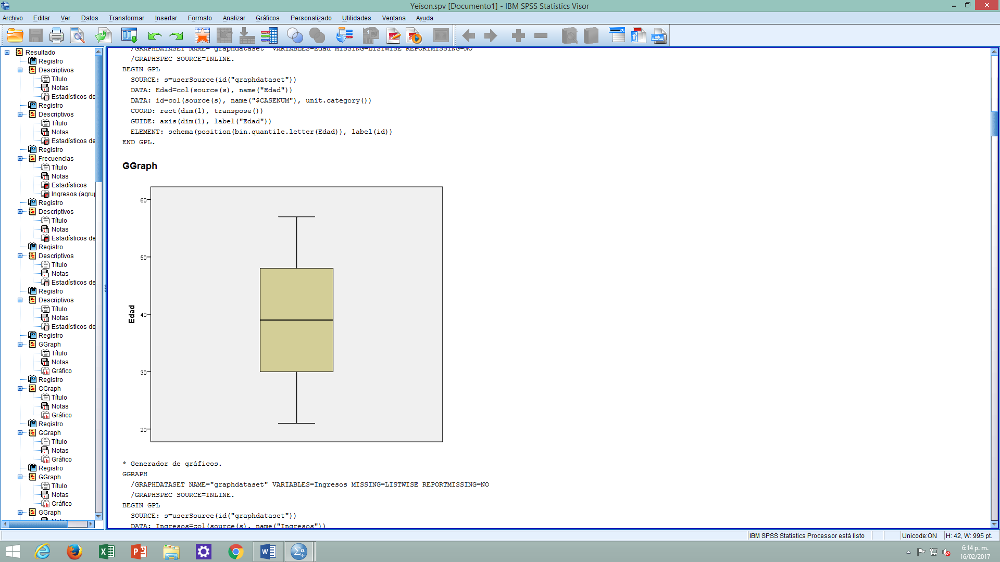 Yeison.spv [Documento1] - IBM SPSS Statistics Visor
Archivo Editar Ver Datos Transformar Insertar Formato Analizar Gráficos Personalizado Utilidades Ventana Ayuda
Resultado
Registro
Descriptivos
Título
Notas
Estadísticos de
Registro
Descriptivos
Título
Notas
Estadísticos de
Registro
Frecuencias
Título
Notas
Estadísticos
Ingresos (agru
Registro
Descriptivos
Título
Notas
Estadísticos de
Registro
Descriptivos
Título
Notas
Estadísticos de
Registro
Descriptivos
Título
Notas
Estadísticos de
Registro
GGraph
Título
Notas
Gráfico
Registro
GGraph
Título
Notas
Gráfico
Registro
GGraph
Título
Notas
Gráfico
Registro
GGraph
Título
Notas
Gráfico
GGraph
Notas
/GRAPHDATASET NAME="graphdataset" VARIABLES=Edad MISSING=LISTWISE REPORTMISSING=NO
/GRAPHSPEC SOURCE=INLINE.
BEGIN GPL
SOURCE: s=userSource(id("graphdataset"))
DATA: Edad=col(source(s), name("Edad"))
DATA: id=col(source(s), name("$CASENUM"), unit.category())
COORD: rect(dim(1), transpose())
GUIDE: axis(dim(1), label("Edad"))
ELEMENT: schema(position(bin.quantile.letter(Edad)), label(id))
END GPL.
GGraph
60
50
40
30
20
Edad
* Generador de gráficos.
GGRAPH
/GRAPHDATASET NAME="graphdataset" VARIABLES=Ingresos MISSING=LISTWISE REPORTMISSING=NO
/GRAPHSPEC SOURCE=INLINE.
BEGIN GPL
SOURCE: s=userSource(id("graphdataset"))
DATA: Ingresos=col(source(s), name("Ingresos"))
IBM SPSS Statistics Processor está listo Unicode:ON H: 42, W: 995 pt.
6:14 p. m.
16/02/2017